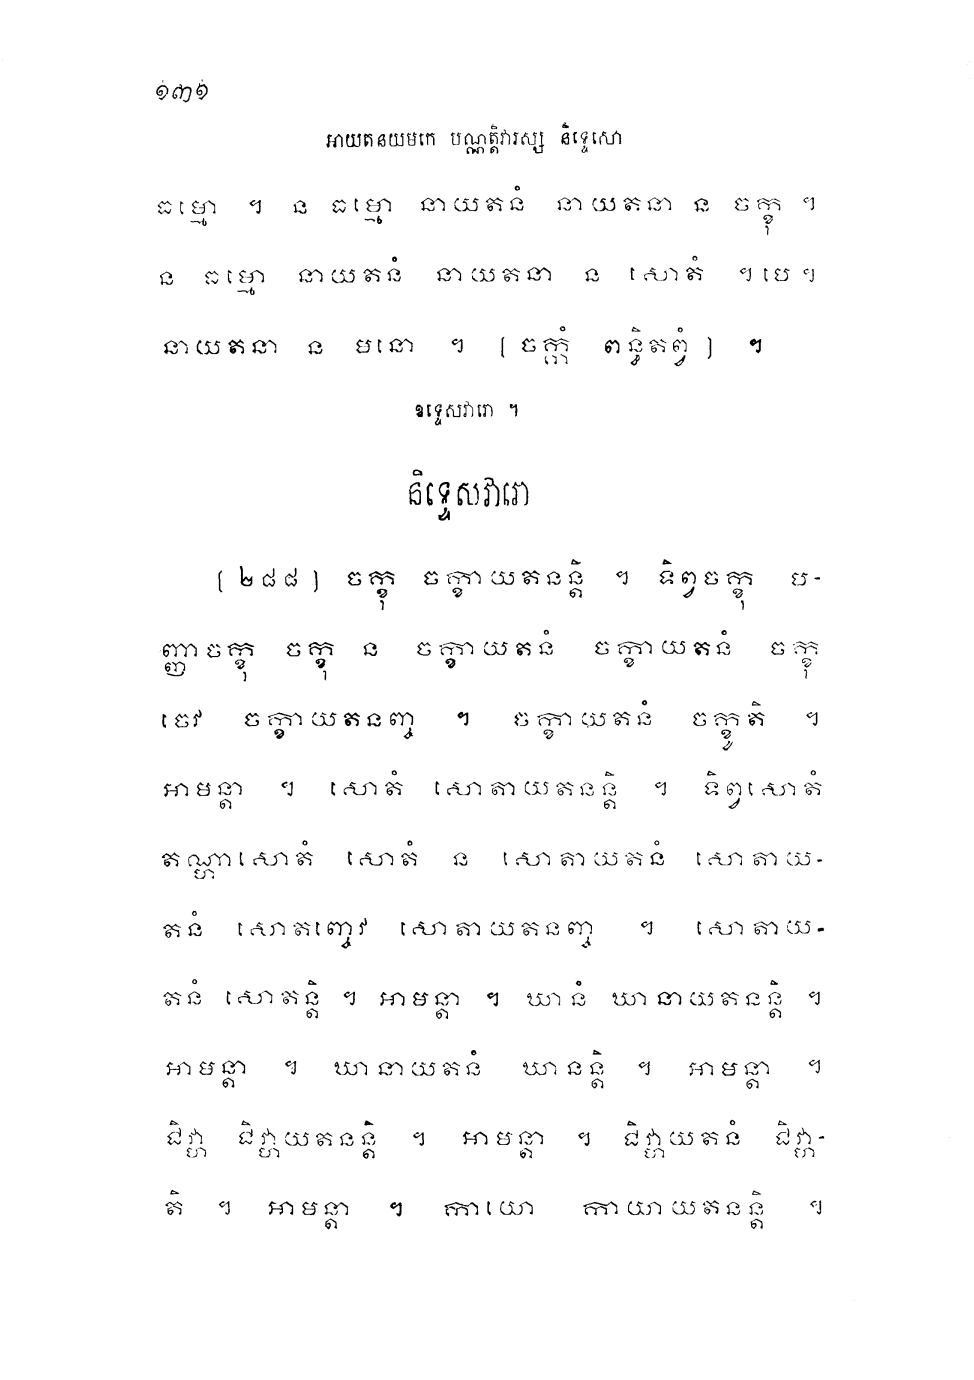 ១៣១
អាយតនយមកេ បណ្ណត្តិវារស្ស និទ្ទេសោ
ធម្មោ ។ ន ធម្មោ នាយតនំ នាយតនា ន ចក្ខុ ។
ន ធម្មោ នាយតនំ នាយតនា ន សោតំ ។បេ។
នាយតនា ន មនោ ។ (ចក្កំ ពន្ធិតព្វំ) ។
ឧទ្ទេសវារោ ។
និទ្ទេសវារោ
(២៨៨) ចក្ខុ ចក្ខាយតនន្តិ ។ ទិព្វចក្ខុ ប-
ញ្ញាចក្ខុ ចក្ខុ ន ចក្ខាយតនំ ចក្ខាយតនំ ចក្ខុ
ចេវ ចក្ខាយតនញ្ច ។ ចក្ខាយតនំ ចក្ខូតិ ។
អាមន្តា ។ សោតំ សោតាយតនន្តិ ។ ទិព្វសោតំ
តណ្ហាសោតំ សោតំ ន សោតាយតនំ សោតាយ-
តនំ សោតញ្ចេវ សោតាយតនញ្ច ។ សោតាយ-
តនំ សោតន្តិ ។ អាមន្តា ។ ឃានំ ឃានាយតនន្តិ ។
អាមន្តា ។ ឃានាយតនំ ឃានន្តិ ។ អាមន្តា ។
ជិវ្ហា ជិវ្ហាយតនន្តិ ។ អាមន្តា ។ ជិវ្ហាយតនំ ជិវ្ហា-
តិ ។ អាមន្តា ។ កាយោ កាយាយតនន្តិ ។